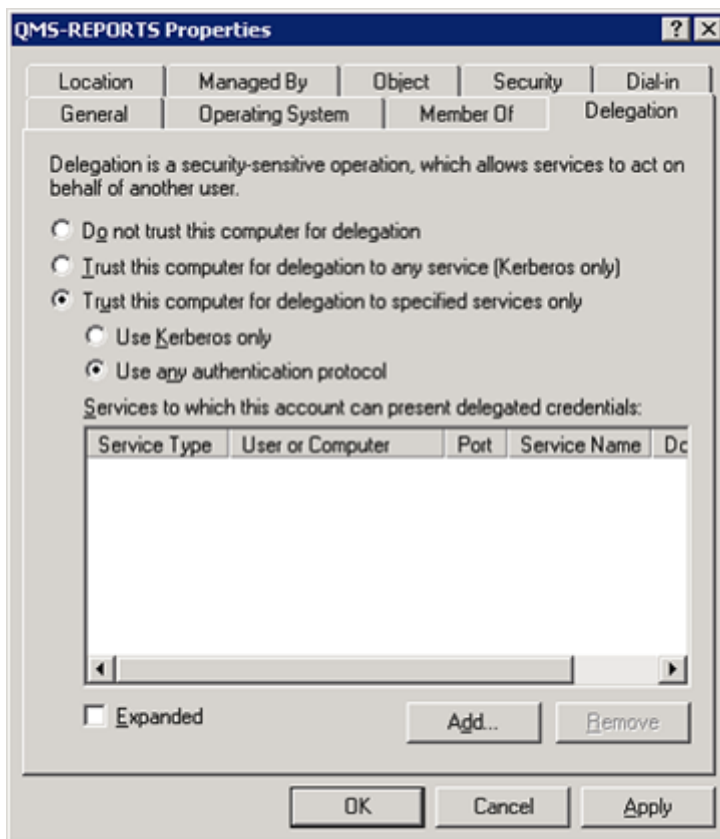 QMS-REPORTS Properties
Location Managed By Object Security Dial-in
General Operating System Member Of Delegation
Delegation is a security-sensitive operation, which allows services to act on
behalf of another user.
Do not trust this computer for delegation
Trust this computer for delegation to any service (Kerberos only)
Trust this computer for delegation to specified services only
Use Kerberos only
Use any authentication protocol
Services to which this account can present delegated credentials:
Service Type User or Computer Port Service Name Do
Expanded Add... Remove
OK Cancel Apply